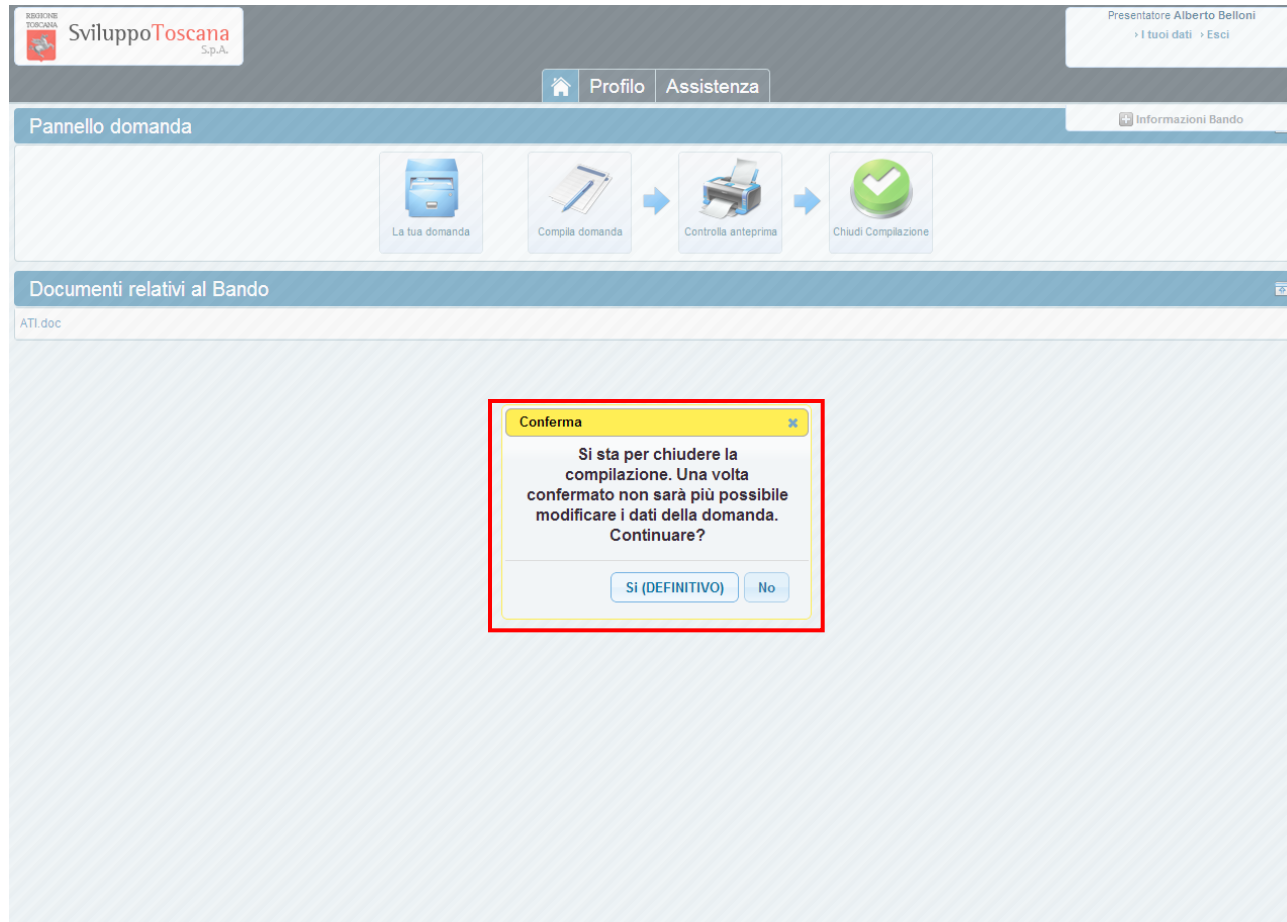 REGIONE
TOSCANA
SviluppoToscana
S.p.A.
Presentatore Alberto Belloni
› I tuoi dati › Esci
Profilo
Assistenza
Pannello domanda
Informazioni Bando
La tua domanda
Compila domanda
Controlla anteprima
Chiudi Compilazione
Documenti relativi al Bando
ATI.doc
Conferma
Si sta per chiudere la
compilazione. Una volta
confermato non sarà più possibile
modificare i dati della domanda.
Continuare?
Si (DEFINITIVO)
No